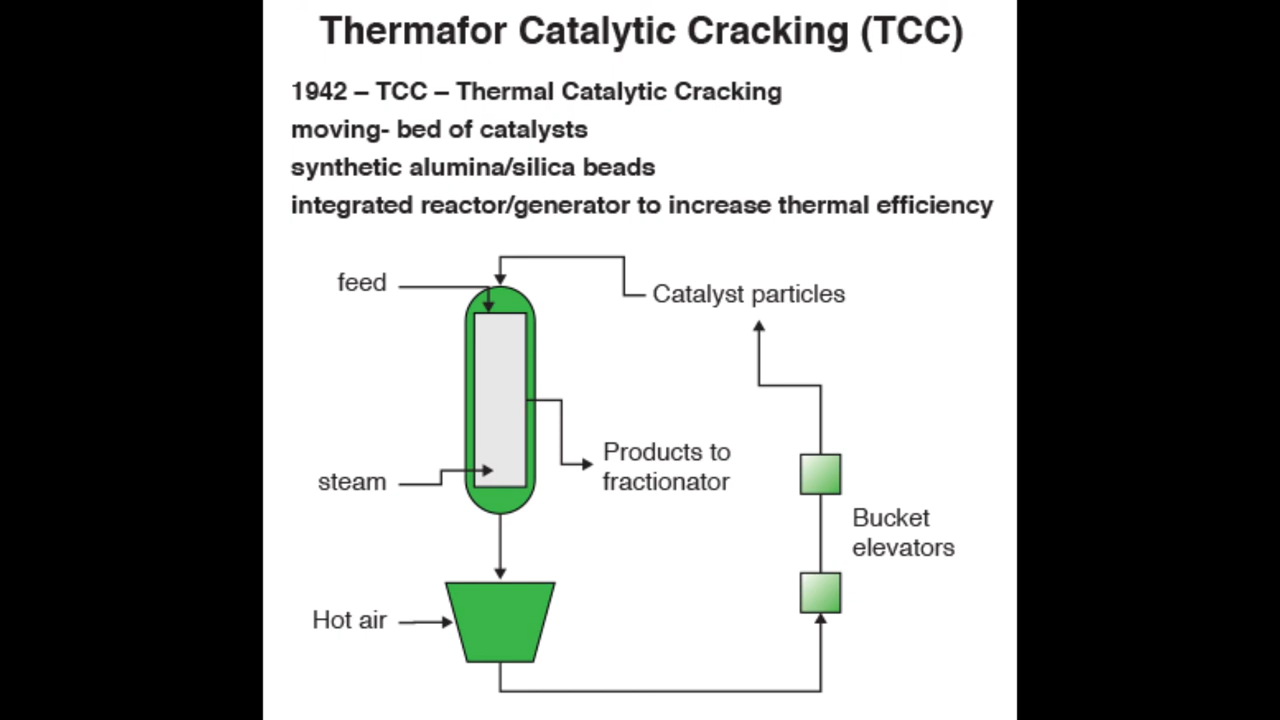 Thermafor Catalytic Cracking (TCC)
1942 – TCC – Thermal Catalytic Cracking
moving- bed of catalysts
synthetic alumina/silica beads
integrated reactor/generator to increase thermal efficiency
feed
Catalyst particles
Products to
fractionator
steam
Bucket
elevators
Hot air